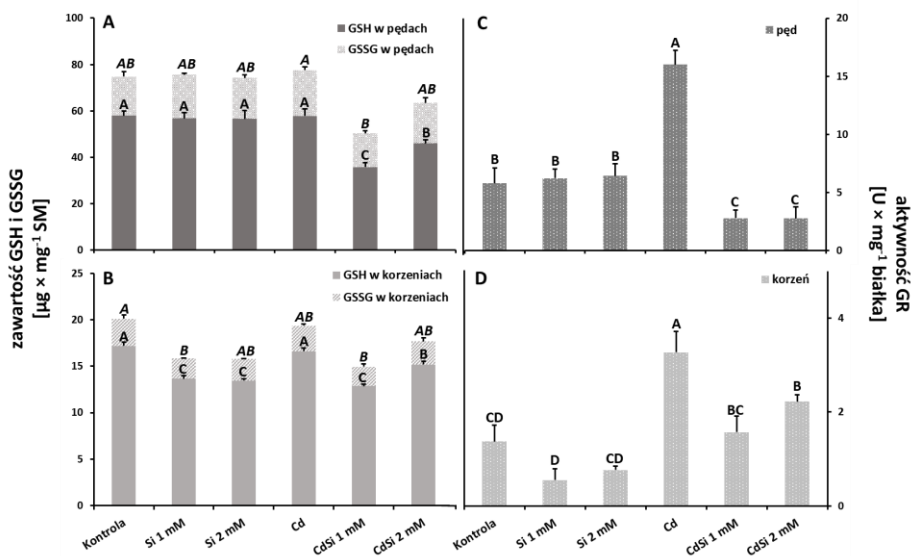 zawartość GSH i GSSG
[µg × mg⁻¹ SM]
A
GSH w pędach
GSSG w pędach
100
80
60
40
20
0
AB AB AB A B AB
A A A A C B
C
pęd
20
15
10
5
0
B B B A C C
B
GSH w korzeniach
GSSG w korzeniach
25
20
15
10
5
0
A B AB AB B AB
A C C A C B
D
korzeń
4
2
0
CD D CD A BC B
Kontrola Si 1 mM Si 2 mM Cd CdSi 1 mM CdSi 2 mM
Kontrola Si 1 mM Si 2 mM Cd CdSi 1 mM CdSi 2 mM
aktywność GR
[U × mg⁻¹ białka]